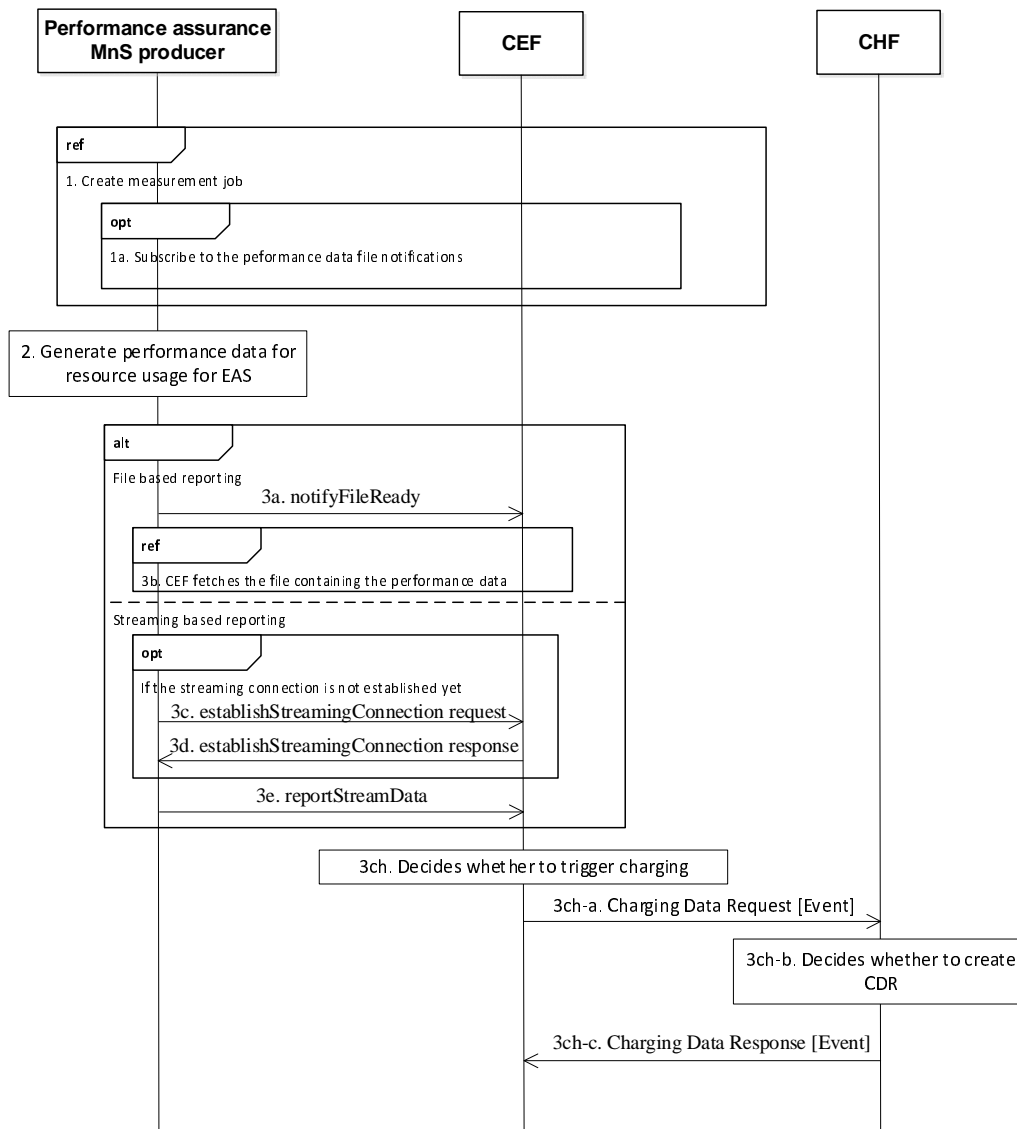 Performance assurance
MnS producer
CEF
CHF
ref
1. Create measurement job
opt
1a. Subscribe to the peformance data file notifications
2. Generate performance data for
resource usage for EAS
alt
File based reporting
3a. notifyFileReady
ref
3b. CEF fetches the file containing the performance data
Streaming based reporting
opt
If the streaming connection is not established yet
3c. establishStreamingConnection request
3d. establishStreamingConnection response
3e. reportStreamData
3ch. Decides whether to trigger charging
3ch-a. Charging Data Request [Event]
3ch-b. Decides whether to create
CDR
3ch-c. Charging Data Response [Event]